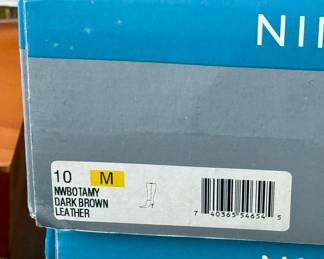 NI
10 M
NWBOTAMY
DARK BROWN
LEATHER
7 40365 54654 5